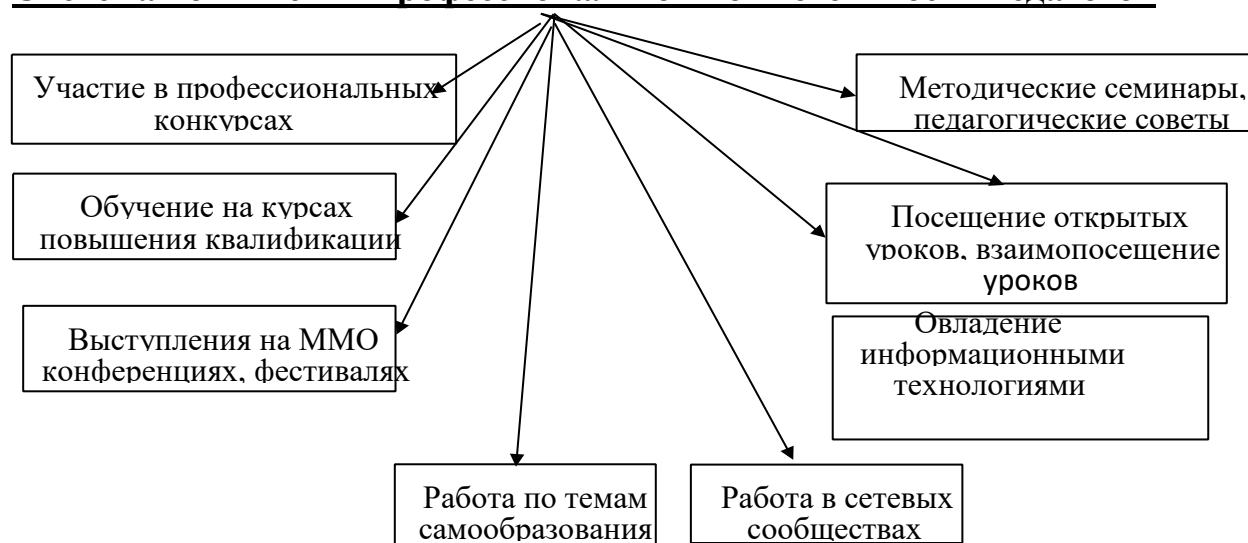 Участие в профессиональных
конкурсах
Методические семинары,
педагогические советы
Обучение на курсах
повышения квалификации
Посещение открытых
уроков, взаимопосещение
уроков
Выступления на ММО
конференциях, фестивалях
Овладение
информационными
технологиями
Работа по темам
самообразования
Работа в сетевых
сообществах